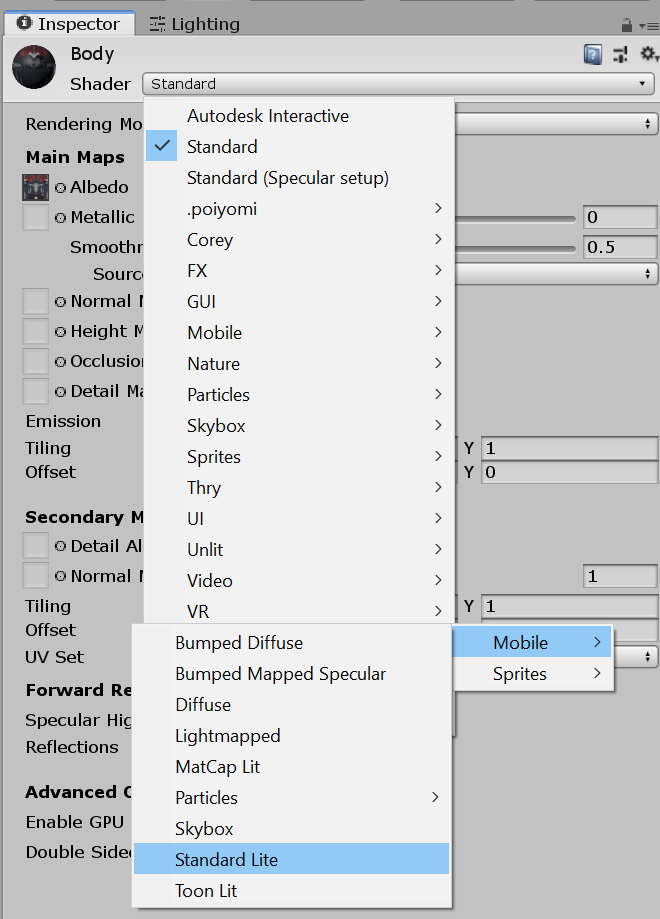 Inspector
Lighting
Body
Shader
Standard
Rendering Mo
Main Maps
Albedo
Metallic
0
Smoothr
0.5
Source
Normal M
Height M
Occlusion
Detail Ma
Emission
Tiling
Y 1
Offset
Y 0
Secondary M
Detail Al
Normal M
1
Tiling
Y 1
Offset
UV Set
Forward Re
Specular Hig
Reflections
Advanced O
Enable GPU
Double Sided
Autodesk Interactive
Standard
Standard (Specular setup)
.poiyomi
Corey
FX
GUI
Mobile
Nature
Particles
Skybox
Sprites
Thry
UI
Unlit
Video
VR
Mobile
Sprites
Bumped Diffuse
Bumped Mapped Specular
Diffuse
Lightmapped
MatCap Lit
Particles
Skybox
Standard Lite
Toon Lit